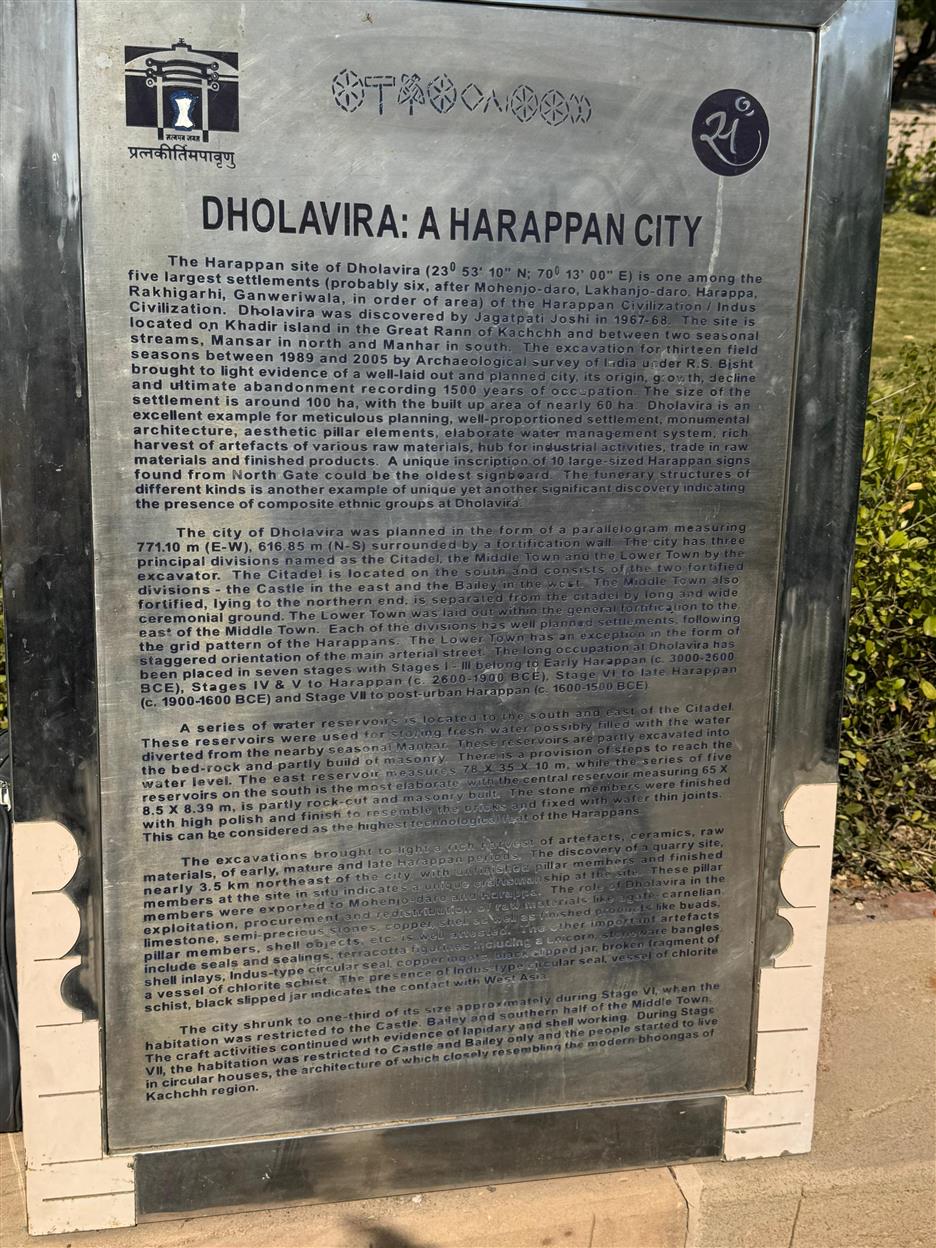 प्रत्नकीर्तिमपावृणु
DHOLAVIRA: A HARAPPAN CITY
The Harappan site of Dholavira (23⁰ 53' 10" N; 70⁰ 13' 00" E) is one among the
five largest settlements (probably six, after Mohenjo-daro, Lakhanjo-daro, Harappa,
Rakhigarhi, Ganweriwala, in order of area) of the Harappan Civilization / Indus
Civilization. Dholavira was discovered by Jagatpati Joshi in 1967-68. The site is
located on Khadir island in the Great Rann of Kachchh and between two seasonal
streams, Mansar in north and Manhar in south. The excavation for thirteen field
seasons between 1989 and 2005 by Archaeological survey of India under R.S. Bisht
brought to light evidence of a well-laid out and planned city, its origin, growth, decline
and ultimate abandonment recording 1500 years of occupation. The size of the
settlement is around 100 ha, with the built up area of nearly 60 ha. Dholavira is an
excellent example for meticulous planning, well-proportioned settlement, monumental
architecture, aesthetic pillar elements, elaborate water management system, rich
harvest of artefacts of various raw materials, hub for industrial activities, trade in raw
materials and finished products. A unique inscription of 10 large-sized Harappan signs
found from North Gate could be the oldest signboard. The funerary structures of
different kinds is another example of unique yet another significant discovery indicating
the presence of composite ethnic groups at Dholavira.
The city of Dholavira was planned in the form of a parallelogram measuring
771.10 m (E-W), 616.85 m (N-S) surrounded by a fortification wall. The city has three
principal divisions named as the Citadel, the Middle Town and the Lower Town by the
excavator. The Citadel is located on the south and consists of the two fortified
divisions - the Castle in the east and the Bailey in the west. The Middle Town also
fortified, lying to the northern end, is separated from the citadel by long and wide
ceremonial ground. The Lower Town was laid out within the general fortification to the
east of the Middle Town. Each of the divisions has well planned settlements, following
the grid pattern of the Harappans. The Lower Town has an exception in the form of
staggered orientation of the main arterial street. The long occupation at Dholavira has
been placed in seven stages with Stages I - III belong to Early Harappan (c. 3000-2600
BCE), Stages IV & V to Harappan (c. 2600-1900 BCE), Stage VI to late Harappan
(c. 1900-1600 BCE) and Stage VII to post-urban Harappan (c. 1600-1500 BCE)
A series of water reservoirs is located to the south and east of the Citadel.
These reservoirs were used for storing fresh water possibly filled with the water
diverted from the nearby seasonal Manhar. These reservoirs are partly excavated into
the bed-rock and partly build of masonry. There is a provision of steps to reach the
water level. The east reservoir measures 78 X 35 X 10 m, while the series of five
reservoirs on the south is the most elaborate with the central reservoir measuring 65 X
8.5 X 8.39 m, is partly rock-cut and masonry built. The stone members were finished
with high polish and finish to resemble the bricks and fixed with wafer thin joints.
This can be considered as the highest technological feat of the Harappans
The excavations brought to light a rich harvest of artefacts, ceramics, raw
materials, of early, mature and late Harappan periods. The discovery of a quarry site,
nearly 3.5 km northeast of the city, with unfinished pillar members and finished
members at the site in situ indicates a unique craftsmanship at the site. These pillar
members were exported to Mohenjo-daro and Harappa. The role of Dholavira in the
exploitation, procurement and redistribution of raw materials like agate-carnelian,
limestone, semi-precious stones, copper, shell as well as finished products like beads,
pillar members, shell objects, etc. is well attested. The other important artefacts
include seals and sealings, terracotta figurines including a unicorn, stoneware bangles,
shell inlays, Indus-type circular seal, copper ingots, black slipped jar, broken fragment of
a vessel of chlorite schist. The presence of Indus-type circular seal, vessel of chlorite
schist, black slipped jar indicates the contact with West Asia.
The city shrunk to one-third of its size approximately during Stage VI, when the
habitation was restricted to the Castle, Bailey and southern half of the Middle Town.
The craft activities continued with evidence of lapidary and shell working. During Stage
VII, the habitation was restricted to Castle and Bailey only and the people started to live
in circular houses, the architecture of which closely resembling the modern bhoongas of
Kachchh region.